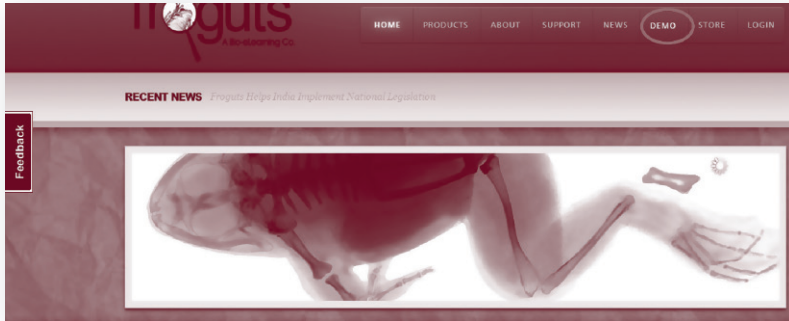 froguts
A Bio-eLearning Co.
HOME PRODUCTS ABOUT SUPPORT NEWS DEMO STORE LOGIN
RECENT NEWS Froguts Helps India Implement National Legislation
Feedback